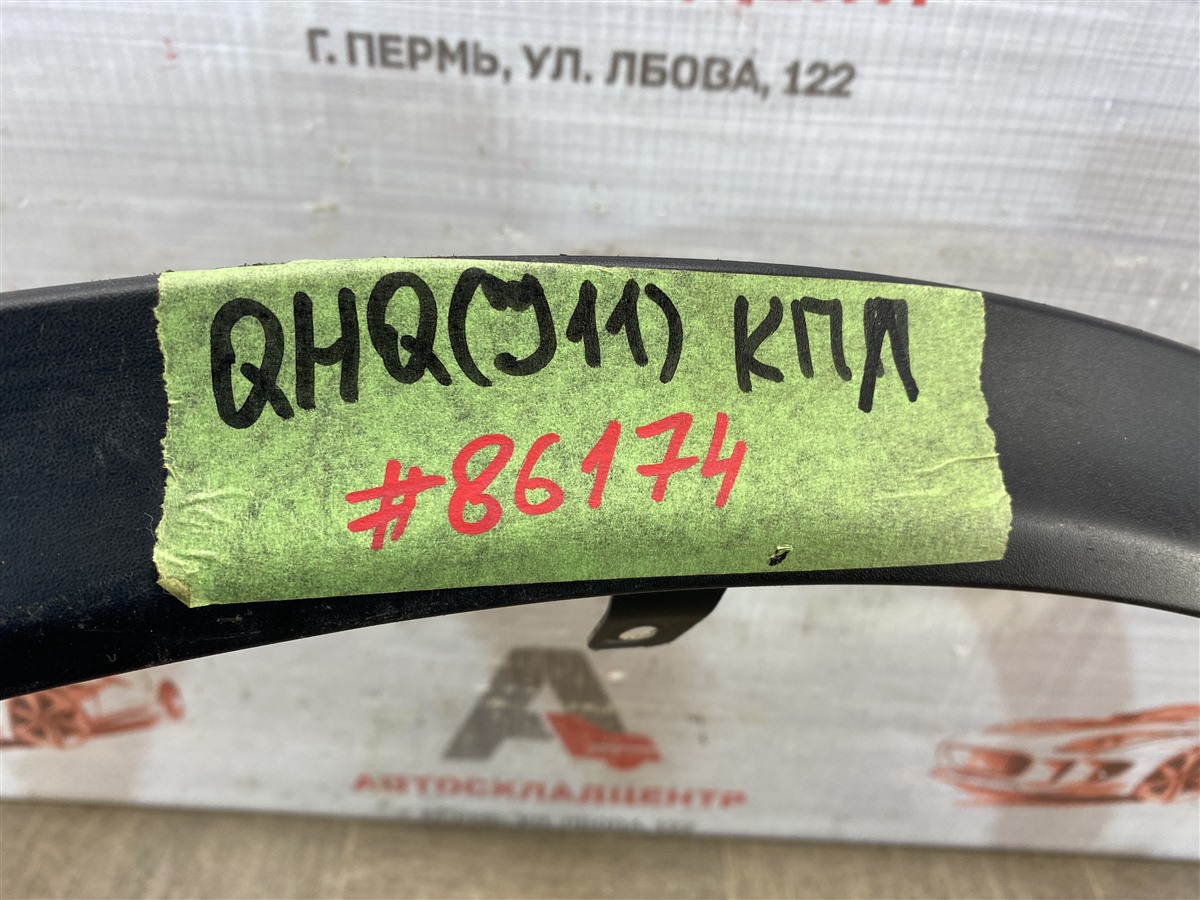 Г. ПЕРМЬ, УЛ. ЛБОВА, 122
QHQ(J11) КПЛ
#86174
АВТОСКЛАДЦЕНТР